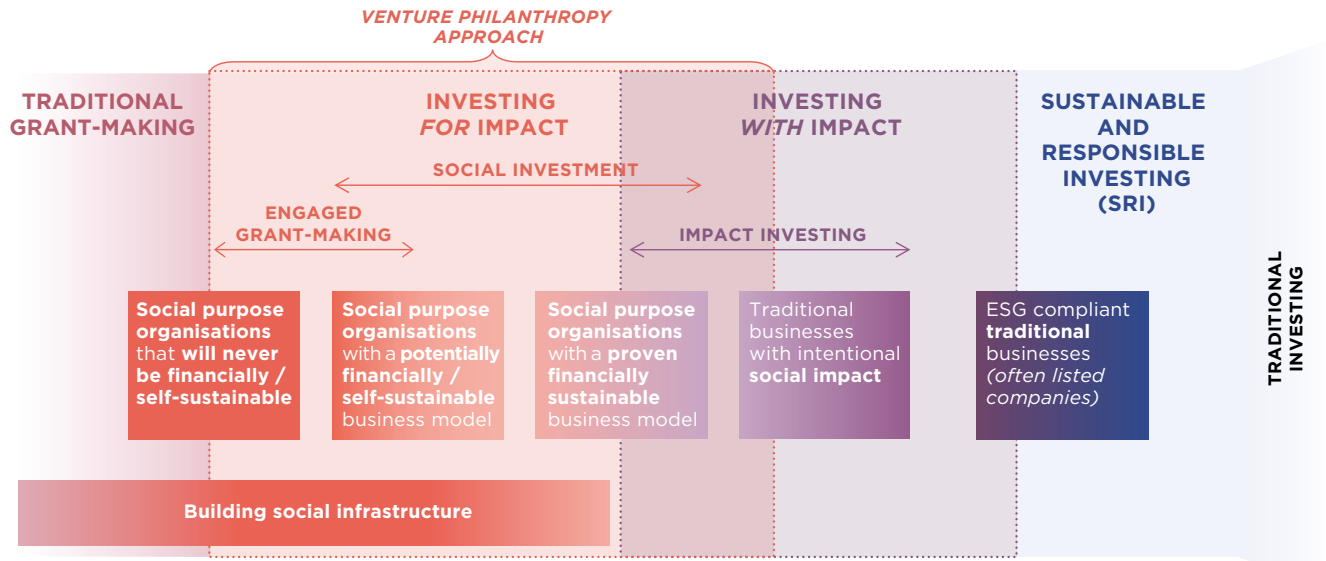 VENTURE PHILANTHROPY
APPROACH
TRADITIONAL
GRANT-MAKING
INVESTING
FOR IMPACT
INVESTING
WITH IMPACT
SUSTAINABLE
AND
RESPONSIBLE
INVESTING
(SRI)
SOCIAL INVESTMENT
ENGAGED
GRANT-MAKING
IMPACT INVESTING
TRADITIONAL
INVESTING
Social purpose
organisations
that will never
be financially /
self-sustainable
Social purpose
organisations
with a potentially
financially /
self-sustainable
business model
Social purpose
organisations
with a proven
financially
sustainable
business model
Traditional
businesses
with intentional
social impact
ESG compliant
traditional
businesses
(often listed
companies)
Building social infrastructure